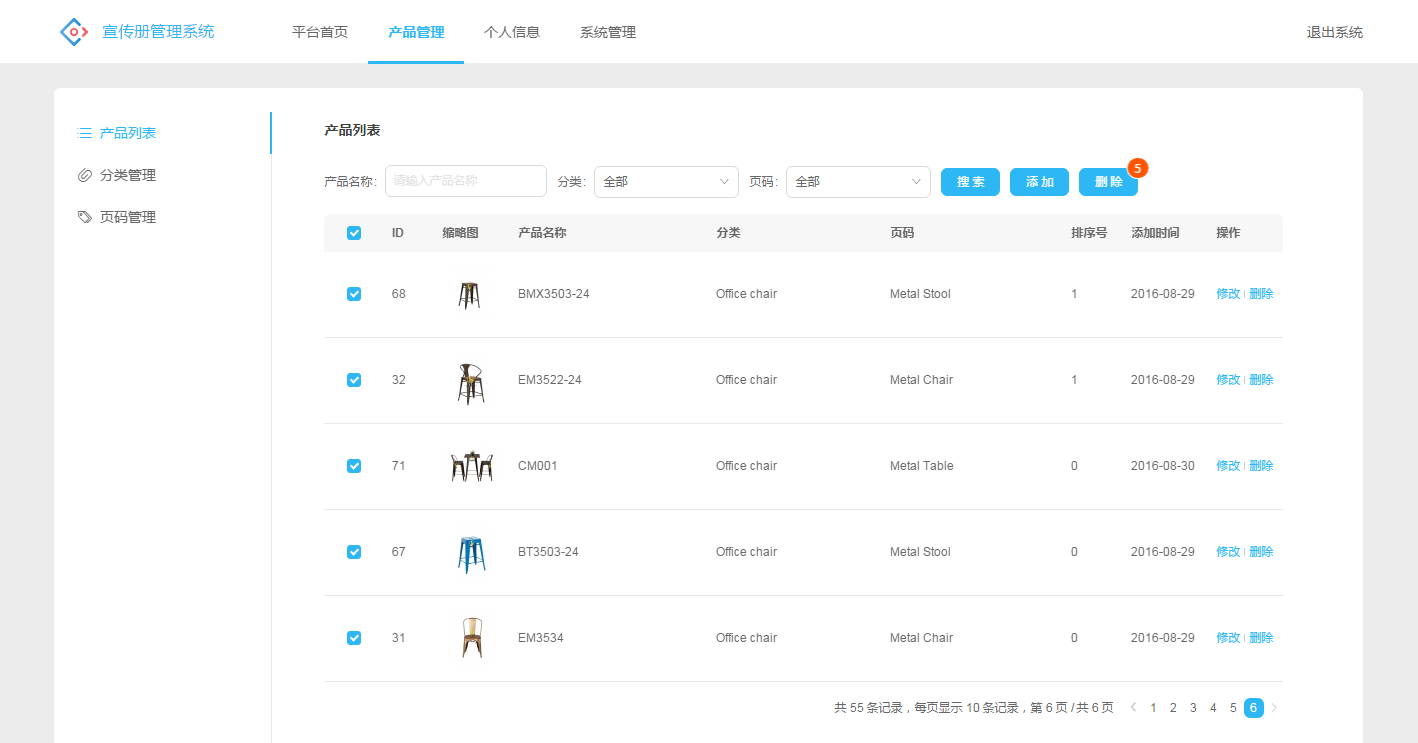 宣传册管理系统 平台首页 产品管理 个人信息 系统管理 退出系统
产品列表
分类管理
页码管理
产品列表
产品名称: 请输入产品名称 分类: 全部 页码: 全部 搜 索 添 加 删 除 5
ID 缩略图 产品名称 分类 页码 排序号 添加时间 操作
68 BMX3503-24 Office chair Metal Stool 1 2016-08-29 修改 | 删除
32 EM3522-24 Office chair Metal Chair 1 2016-08-29 修改 | 删除
71 CM001 Office chair Metal Table 0 2016-08-30 修改 | 删除
67 BT3503-24 Office chair Metal Stool 0 2016-08-29 修改 | 删除
31 EM3534 Office chair Metal Chair 0 2016-08-29 修改 | 删除
共 55 条记录，每页显示 10 条记录，第 6 页 / 共 6 页 < 1 2 3 4 5 6 >